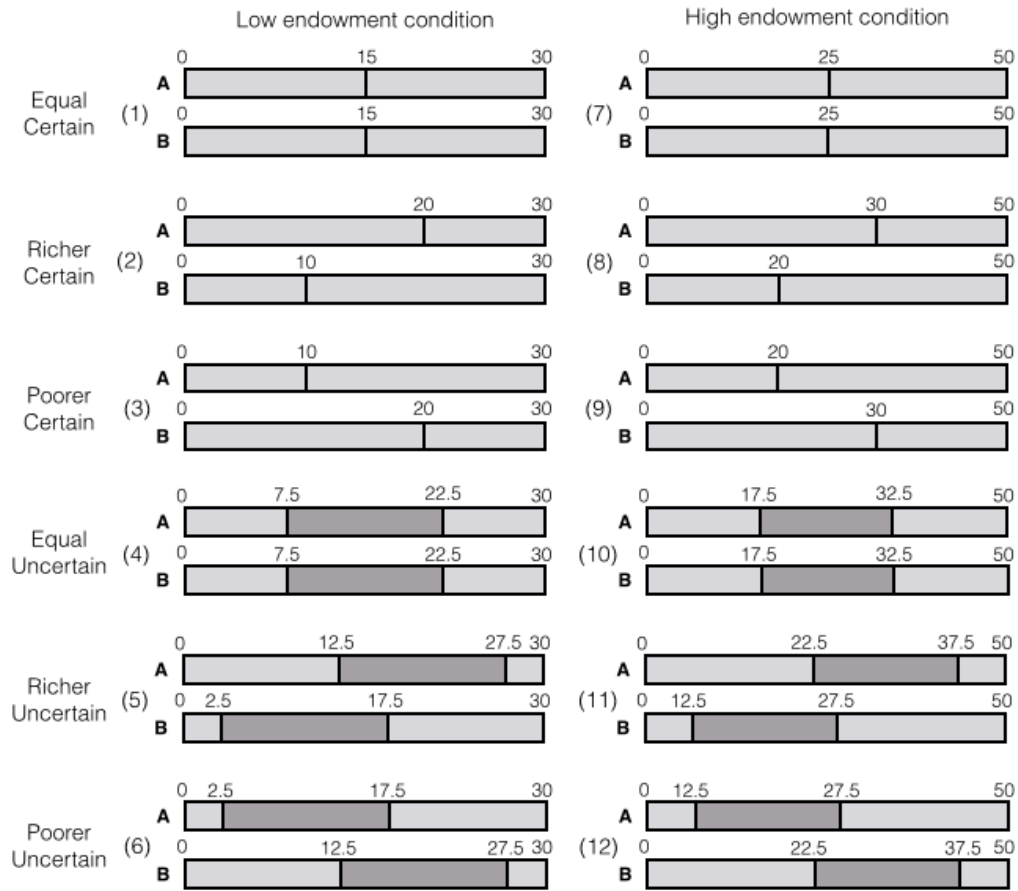 Low endowment condition High endowment condition
0 15 30 0 25 50
A A
Equal
Certain (1) 0 15 30 (7) 0 25 50
B B
0 20 30 0 30 50
A A
Richer
Certain (2) 0 10 30 (8) 0 20 50
B B
0 10 30 0 20 50
A A
Poorer
Certain (3) 0 20 30 (9) 0 30 50
B B
0 7.5 22.5 30 0 17.5 32.5 50
A A
Equal
Uncertain (4) 0 7.5 22.5 30 (10) 0 17.5 32.5 50
B B
0 12.5 27.5 30 0 22.5 37.5 50
A A
Richer
Uncertain (5) 0 2.5 17.5 30 (11) 0 12.5 27.5 50
B B
0 2.5 17.5 30 0 12.5 27.5 50
A A
Poorer
Uncertain (6) 0 12.5 27.5 30 (12) 0 22.5 37.5 50
B B